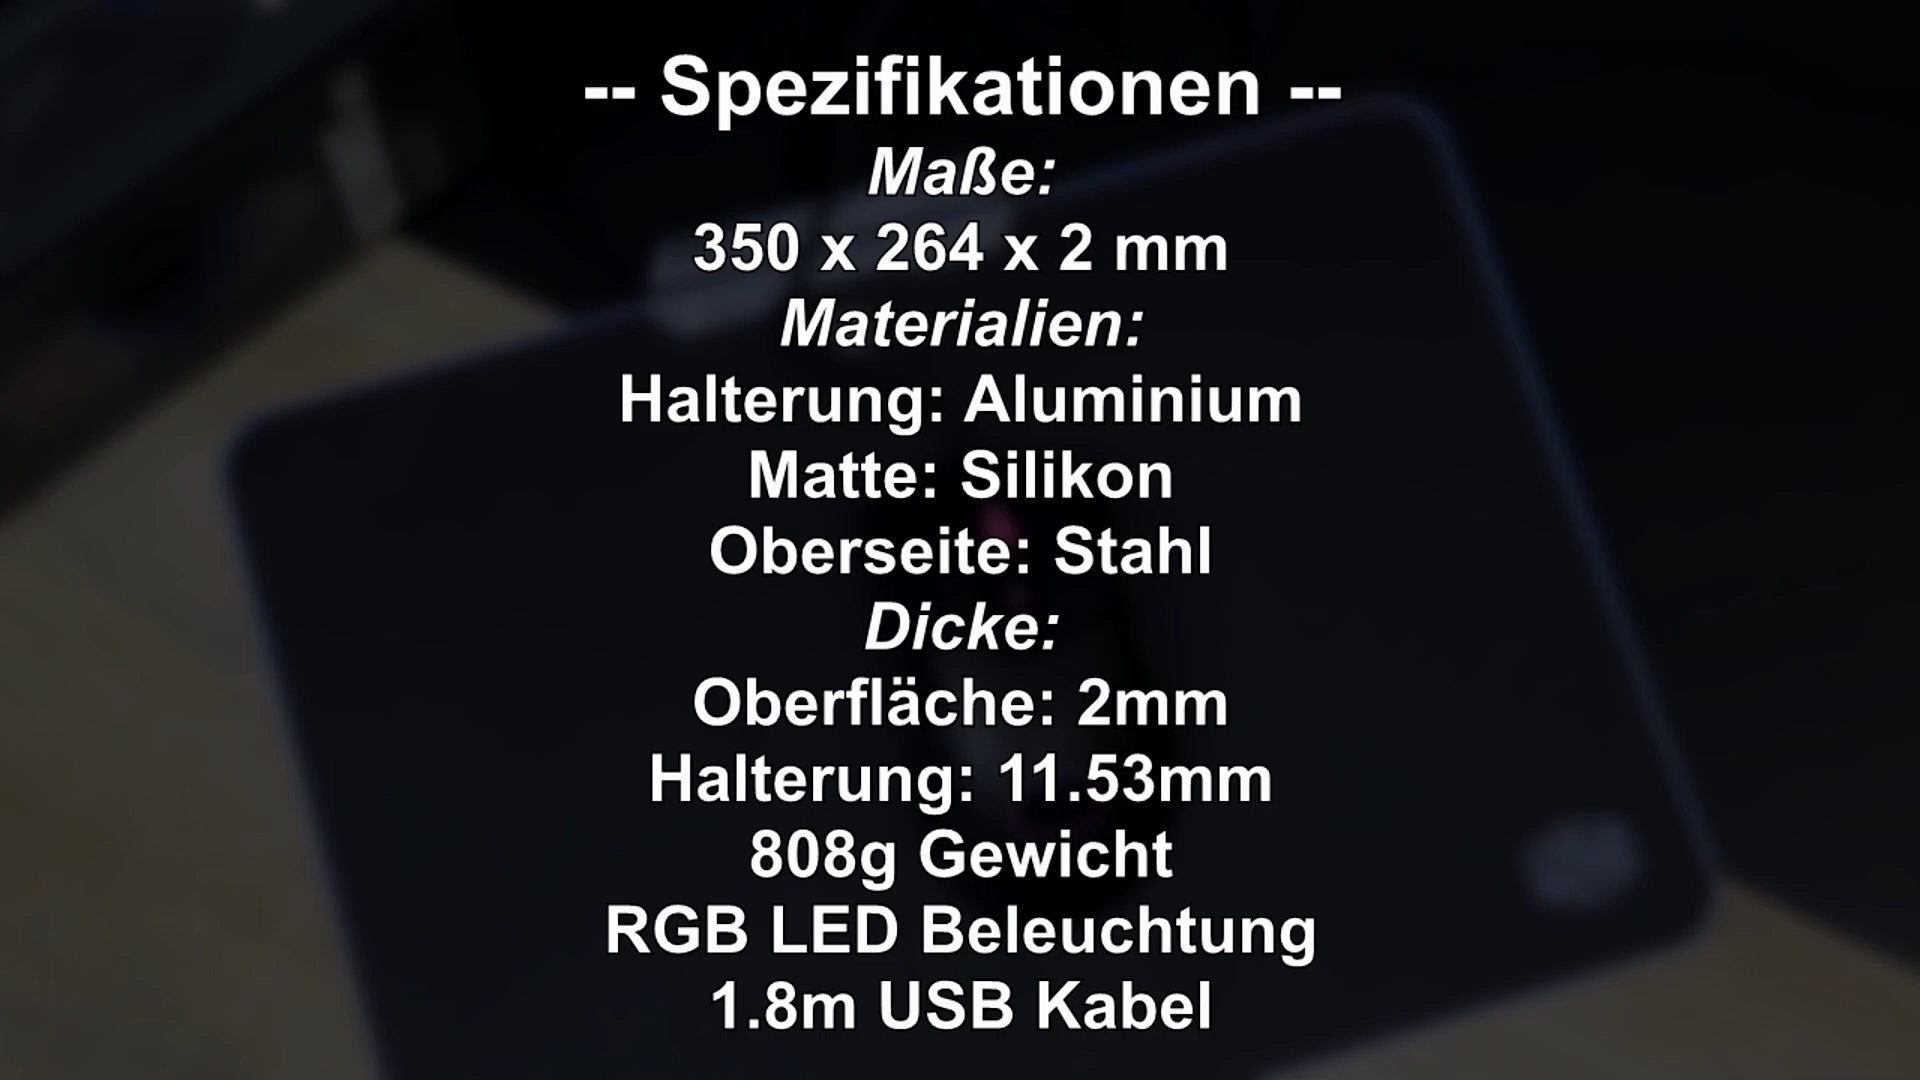 -- Spezifikationen --
Maße:
350 x 264 x 2 mm
Materialien:
Halterung: Aluminium
Matte: Silikon
Oberseite: Stahl
Dicke:
Oberfläche: 2mm
Halterung: 11.53mm
808g Gewicht
RGB LED Beleuchtung
1.8m USB Kabel